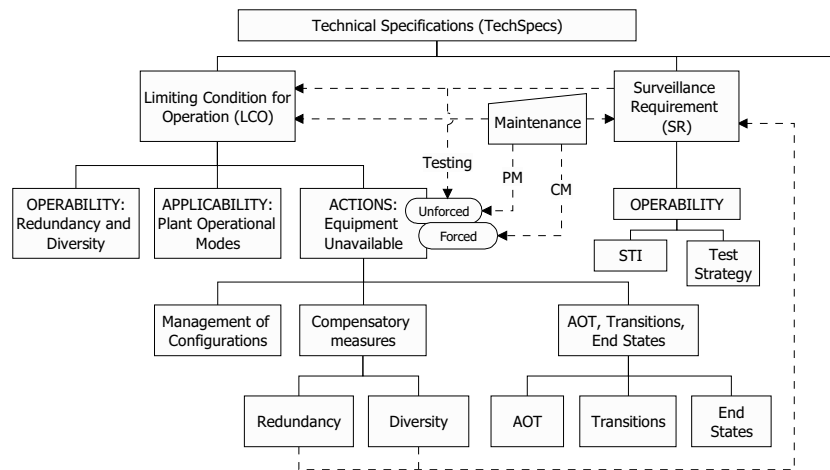 Technical Specifications (TechSpecs)
Limiting Condition for
Operation (LCO)
Surveillance
Requirement
(SR)
Maintenance
Testing
PM
CM
OPERABILITY:
Redundancy and
Diversity
APPLICABILITY:
Plant Operational
Modes
ACTIONS:
Equipment
Unavailable
Unforced
Forced
OPERABILITY
STI
Test
Strategy
Management of
Configurations
Compensatory
measures
AOT, Transitions,
End States
Redundancy
Diversity
AOT
Transitions
End
States